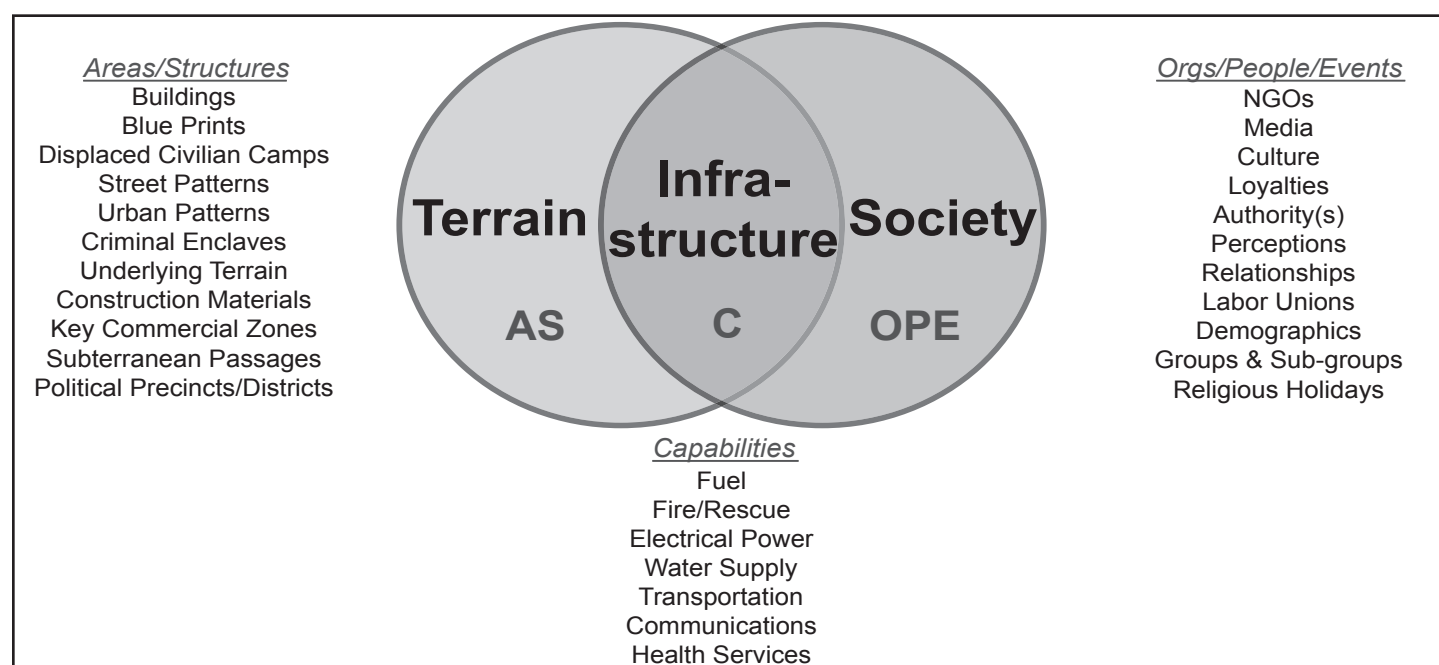 Areas/Structures
Buildings
Blue Prints
Displaced Civilian Camps
Street Patterns
Urban Patterns
Criminal Enclaves
Underlying Terrain
Construction Materials
Key Commercial Zones
Subterranean Passages
Political Precincts/Districts
Terrain
AS
Infra-
structure
C
Society
OPE
Orgs/People/Events
NGOs
Media
Culture
Loyalties
Authority(s)
Perceptions
Relationships
Labor Unions
Demographics
Groups & Sub-groups
Religious Holidays
Capabilities
Fuel
Fire/Rescue
Electrical Power
Water Supply
Transportation
Communications
Health Services